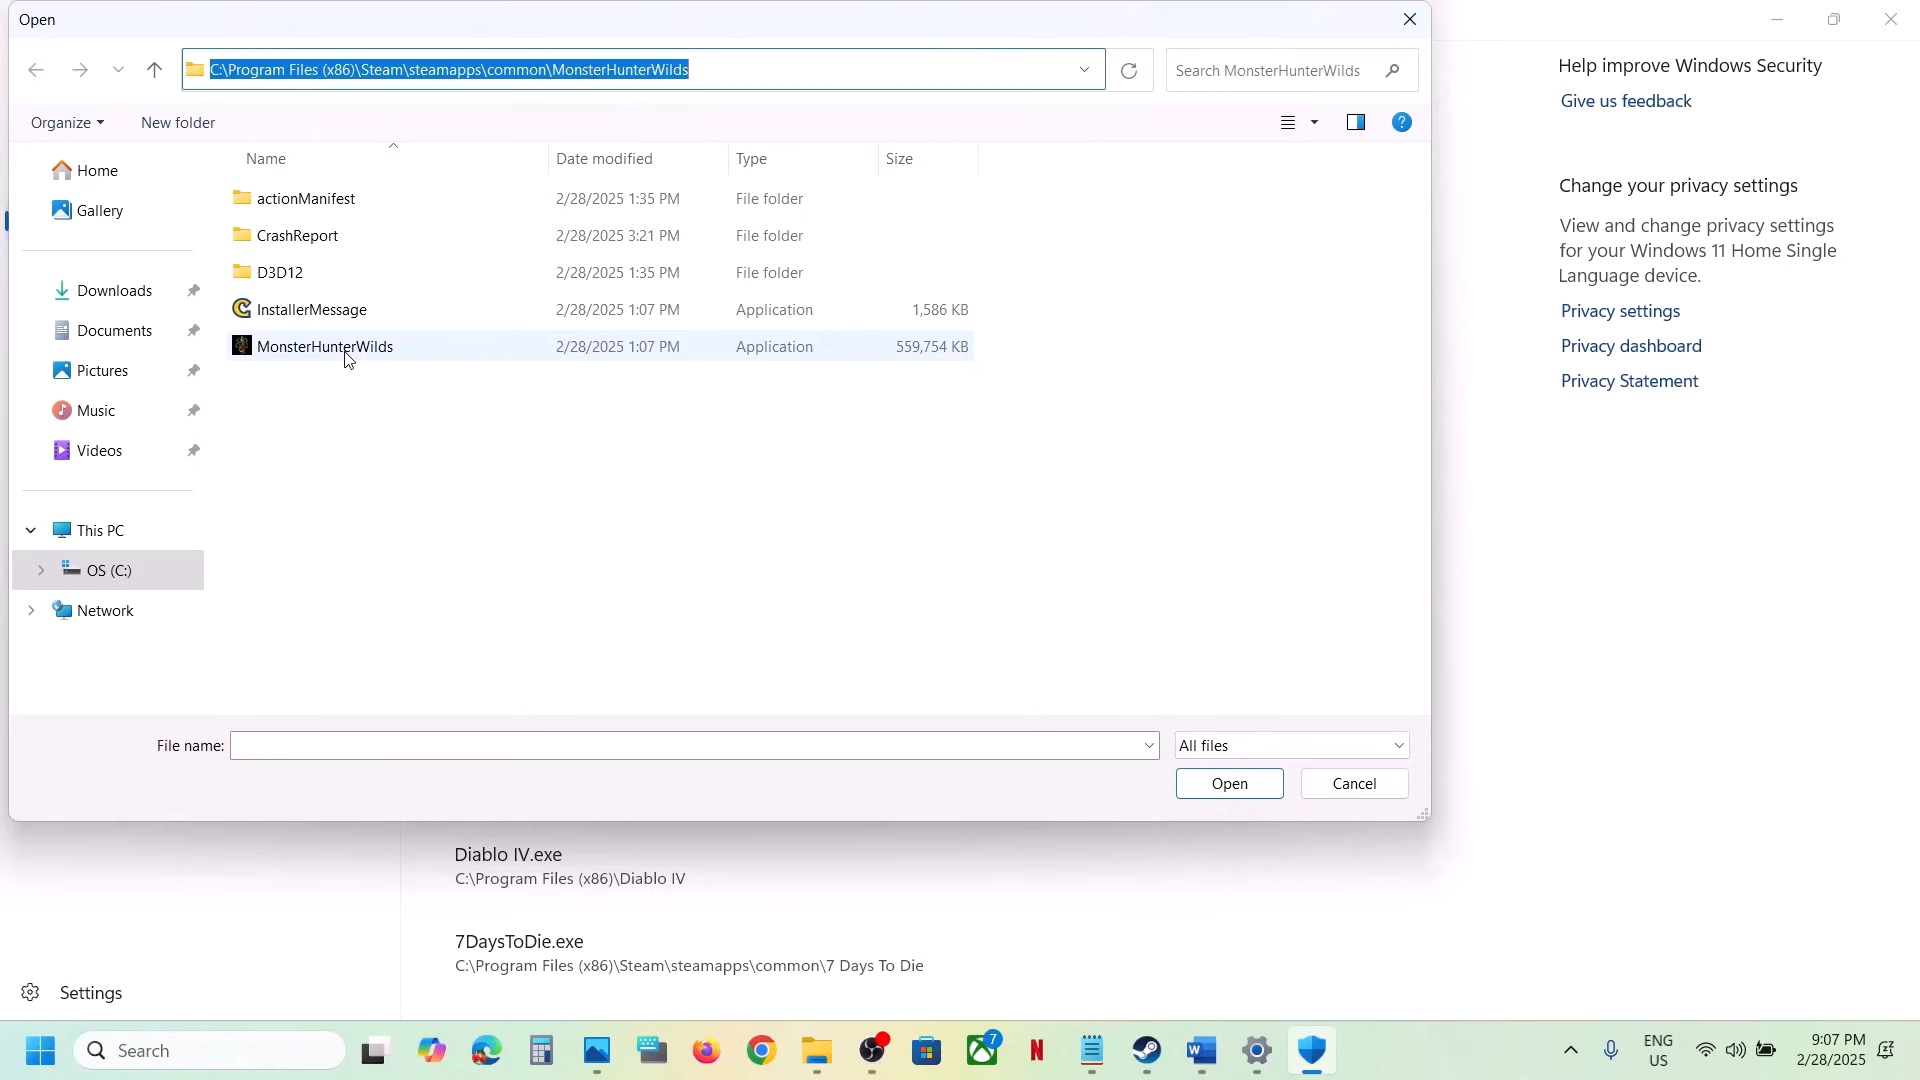 Open
C:\Program Files (x86)\Steam\steamapps\common\MonsterHunterWilds
Search MonsterHunterWilds
Organize
New folder
?
Name
Date modified
Type
Size
actionManifest 2/28/2025 1:35 PM File folder
CrashReport 2/28/2025 3:21 PM File folder
D3D12 2/28/2025 1:35 PM File folder
InstallerMessage 2/28/2025 1:07 PM Application 1,586 KB
MonsterHunterWilds 2/28/2025 1:07 PM Application 559,754 KB
Home
Gallery
Downloads
Documents
Pictures
Music
Videos
This PC
OS (C:)
Network
File name:
All files
Open
Cancel
Help improve Windows Security
Give us feedback
Change your privacy settings
View and change privacy settings
for your Windows 11 Home Single
Language device.
Privacy settings
Privacy dashboard
Privacy Statement
Diablo IV.exe
C:\Program Files (x86)\Diablo IV
7DaysToDie.exe
C:\Program Files (x86)\Steam\steamapps\common\7 Days To Die
Settings
Search
7
N
W
ENG
US
9:07 PM
2/28/2025